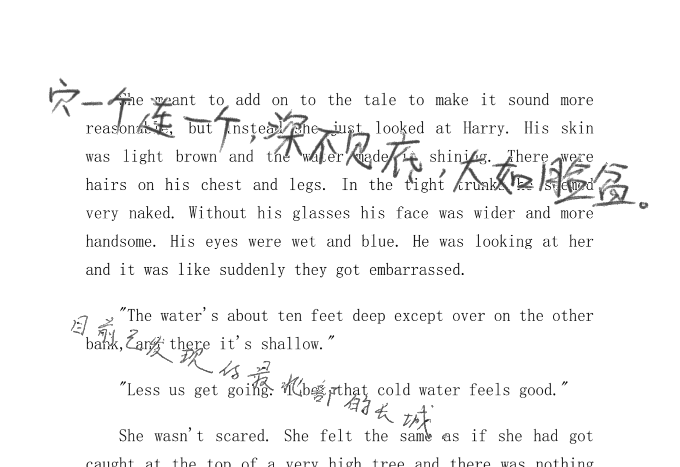 穴一个连一个,深不见底,大如脸盆。
She meant to add on to the tale to make it sound more
reasonable, but instead she just looked at Harry. His skin
was light brown and the water made it shining. There were
hairs on his chest and legs. In the tight trunks he seemed
very naked. Without his glasses his face was wider and more
handsome. His eyes were wet and blue. He was looking at her
and it was like suddenly they got embarrassed.
"The water's about ten feet deep except over on the other
bank, and there it's shallow."
目前已发现的最北部的长城。
"Less us get going. I bet that cold water feels good."
She wasn't scared. She felt the same as if she had got
caught at the top of a very high tree and there was nothing